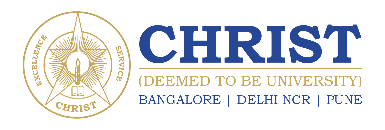 EXCELLENCE
SERVICE
CHRIST
CHRIST
(DEEMED TO BE UNIVERSITY)
BANGALORE | DELHI NCR | PUNE